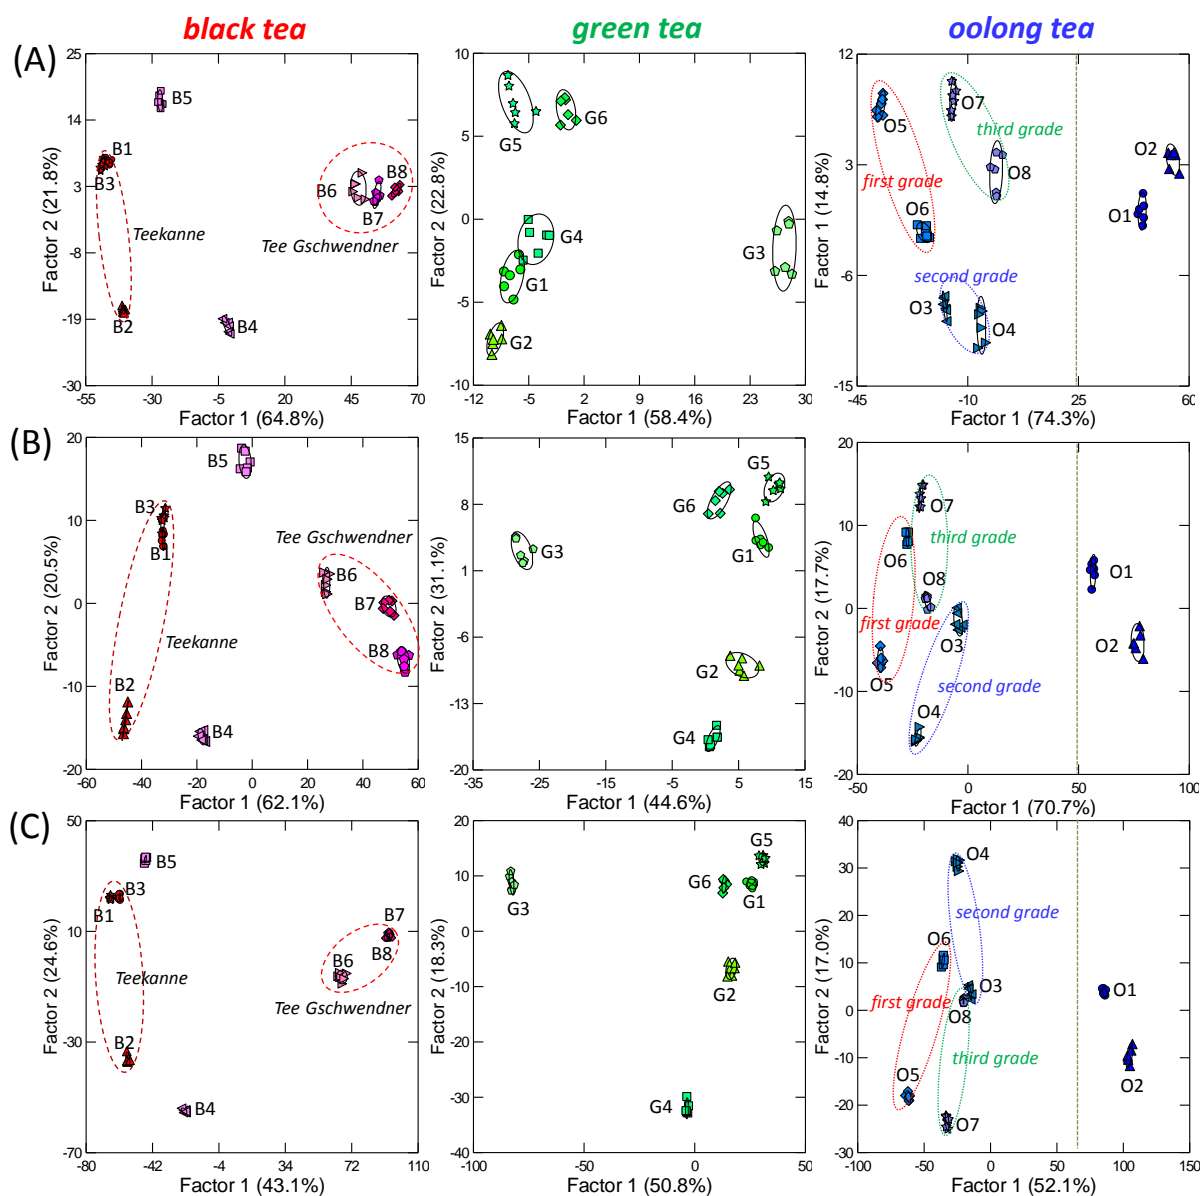 black tea
green tea
oolong tea
(A)
25
14
3
-8
-19
-30
Factor 2 (21.8%)
B5
B1
B3
Teekanne
B2
B4
B6
B7
B8
Tee Gschwendner
-55
-30
-5
20
45
70
Factor 1 (64.8%)
10
5
0
-5
-10
Factor 2 (22.8%)
G5
G6
G4
G1
G2
G3
-12
-5
2
9
16
23
30
Factor 1 (58.4%)
12
3
-6
-15
Factor 1 (14.8%)
O5
O7
third grade
O8
first grade
O6
second grade
O3
O4
O2
O1
-45
-10
25
60
Factor 1 (74.3%)
(B)
20
10
0
-10
-20
Factor 2 (20.5%)
B5
B3
B1
Tee Gschwendner
B6
B7
B8
Teekanne
B2
B4
-60
-40
-20
0
20
40
60
Factor 1 (62.1%)
15
8
1
-6
-13
-20
Factor 2 (31.1%)
G5
G6
G1
G3
G2
G4
-35
-25
-15
-5
5
15
Factor 1 (44.6%)
20
10
0
-10
-20
Factor 2 (17.7%)
O7
third grade
O6
O8
first grade
O3
O5
second grade
O4
O1
O2
-50
0
50
100
Factor 1 (70.7%)
(C)
50
10
-30
-70
Factor 2 (24.6%)
B5
B3
B1
Teekanne
B2
B4
B7
B8
B6
Tee Gschwendner
-80
-42
-4
34
72
110
Factor 1 (43.1%)
20
10
0
-10
-20
-30
-40
Factor 2 (18.3%)
G5
G6
G1
G3
G2
G4
-100
-50
0
50
100
Factor 1 (50.8%)
40
30
20
10
0
-10
-20
-30
Factor 2 (17.0%)
O4
second grade
O6
first grade
O3
O8
third grade
O5
O7
O1
O2
-100
-50
0
50
100
150
Factor 1 (52.1%)